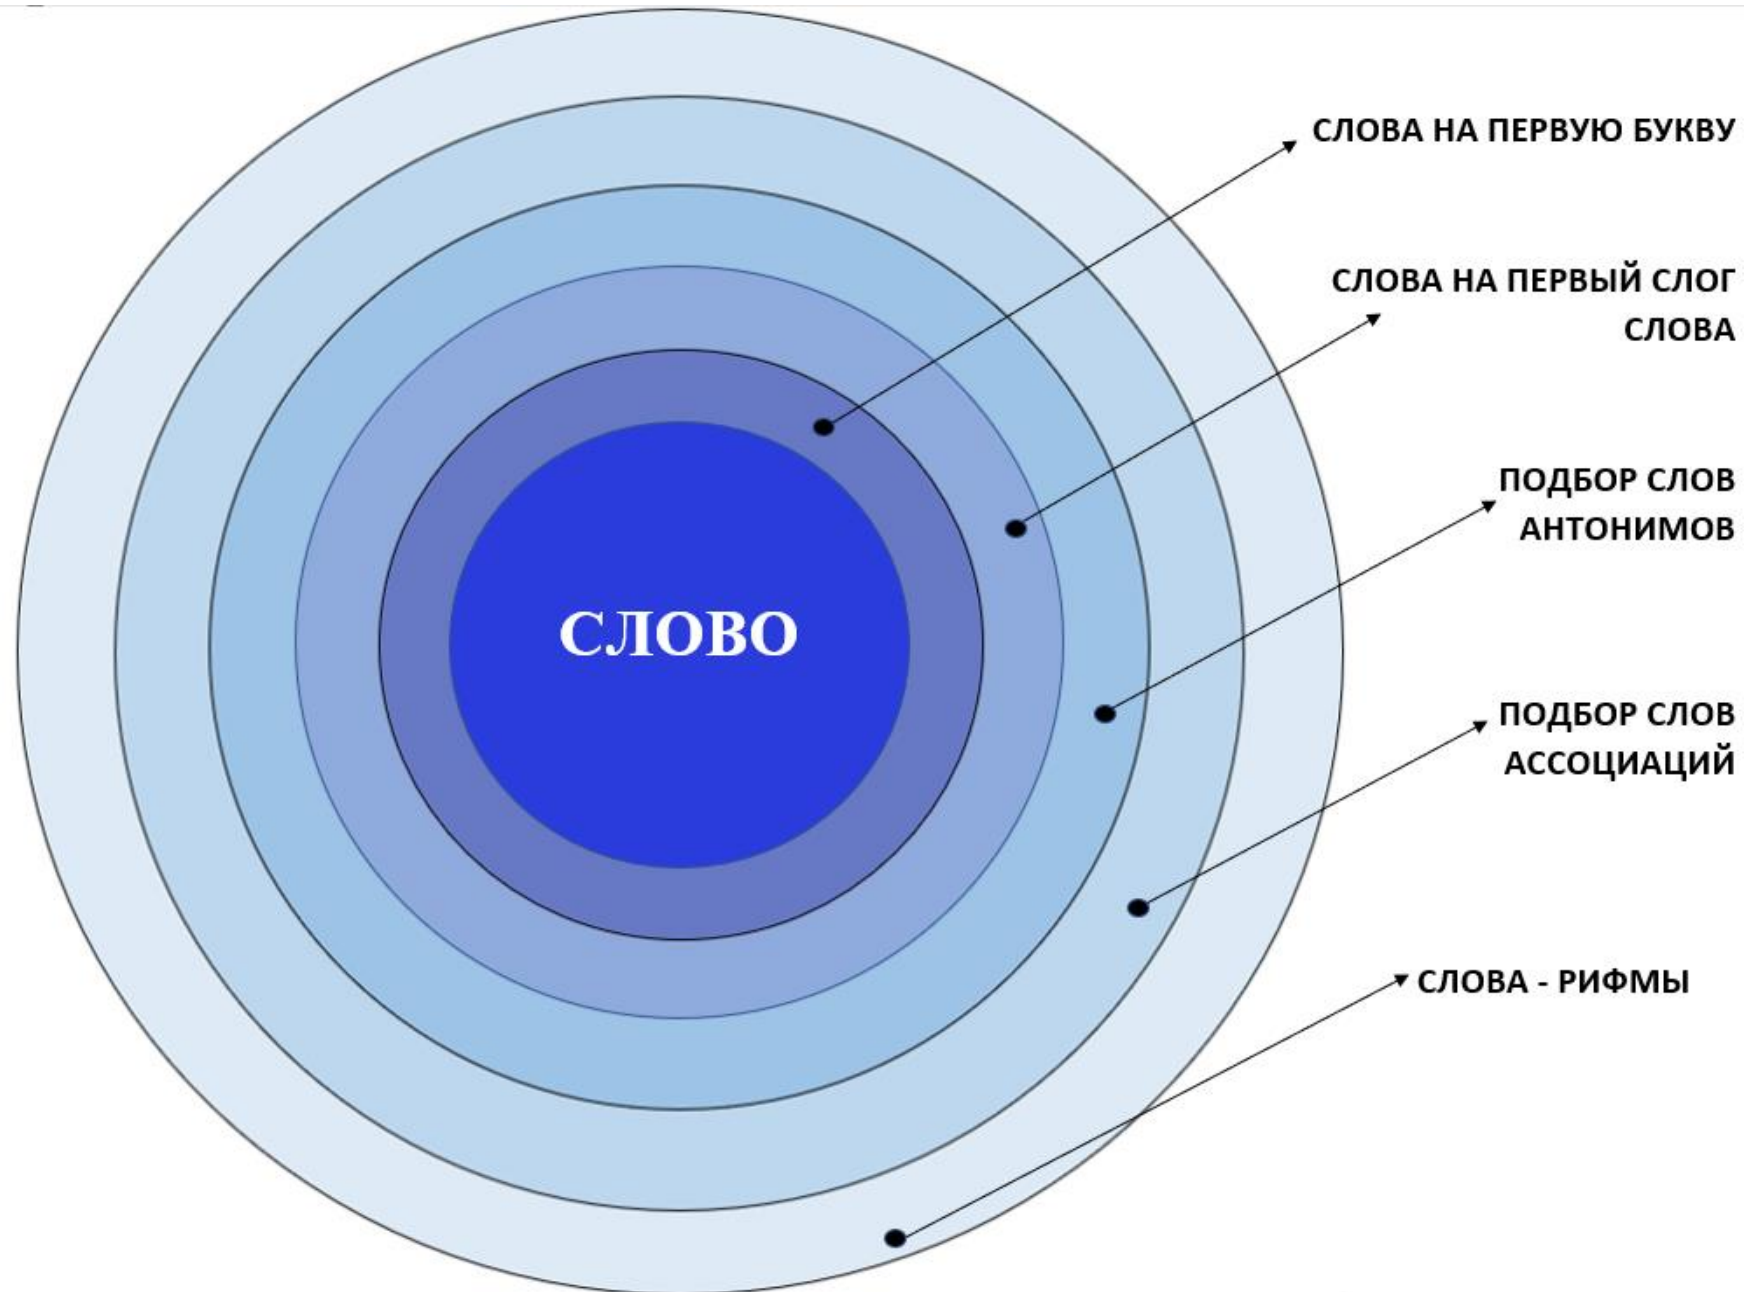 СЛОВА НА ПЕРВУЮ БУКВУ
СЛОВА НА ПЕРВЫЙ СЛОГ
СЛОВА
ПОДБОР СЛОВ
АНТОНИМОВ
СЛОВО
ПОДБОР СЛОВ
АССОЦИАЦИЙ
СЛОВА - РИФМЫ